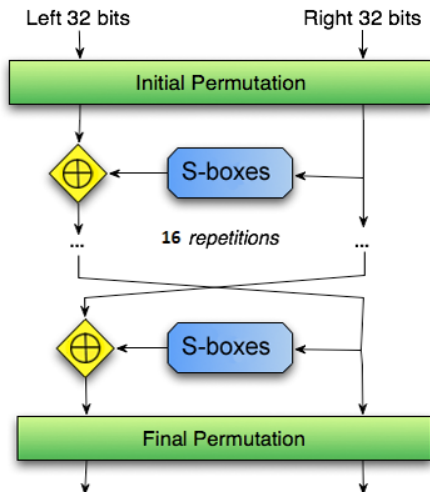 Left 32 bits
Right 32 bits
Initial Permutation
S-boxes
...
16 repetitions
...
S-boxes
Final Permutation